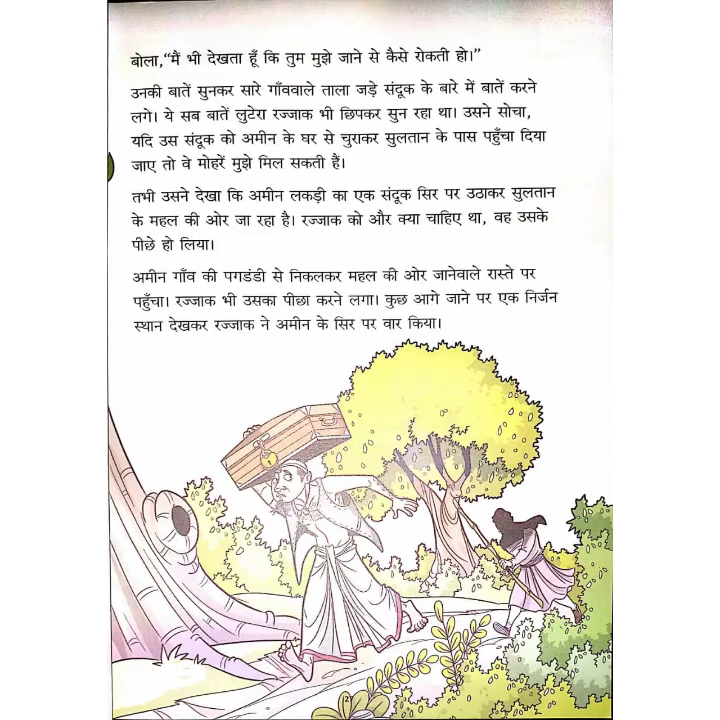 बोला,“मैं भी देखता हूँ कि तुम मुझे जाने से कैसे रोकती हो।”
उनकी बातें सुनकर सारे गाँववाले ताला जड़े संदूक के बारे में बातें करने
लगे। ये सब बातें लुटेरा रज्जाक भी छिपकर सुन रहा था। उसने सोचा,
यदि उस संदूक को अमीन के घर से चुराकर सुलतान के पास पहुँचा दिया
जाए तो वे मोहरें मुझे मिल सकती हैं।
तभी उसने देखा कि अमीन लकड़ी का एक संदूक सिर पर उठाकर सुलतान
के महल की ओर जा रहा है। रज्जाक को और क्या चाहिए था, वह उसके
पीछे हो लिया।
अमीन गाँव की पगडंडी से निकलकर महल की ओर जानेवाले रास्ते पर
पहुँचा। रज्जाक भी उसका पीछा करने लगा। कुछ आगे जाने पर एक निर्जन
स्थान देखकर रज्जाक ने अमीन के सिर पर वार किया।